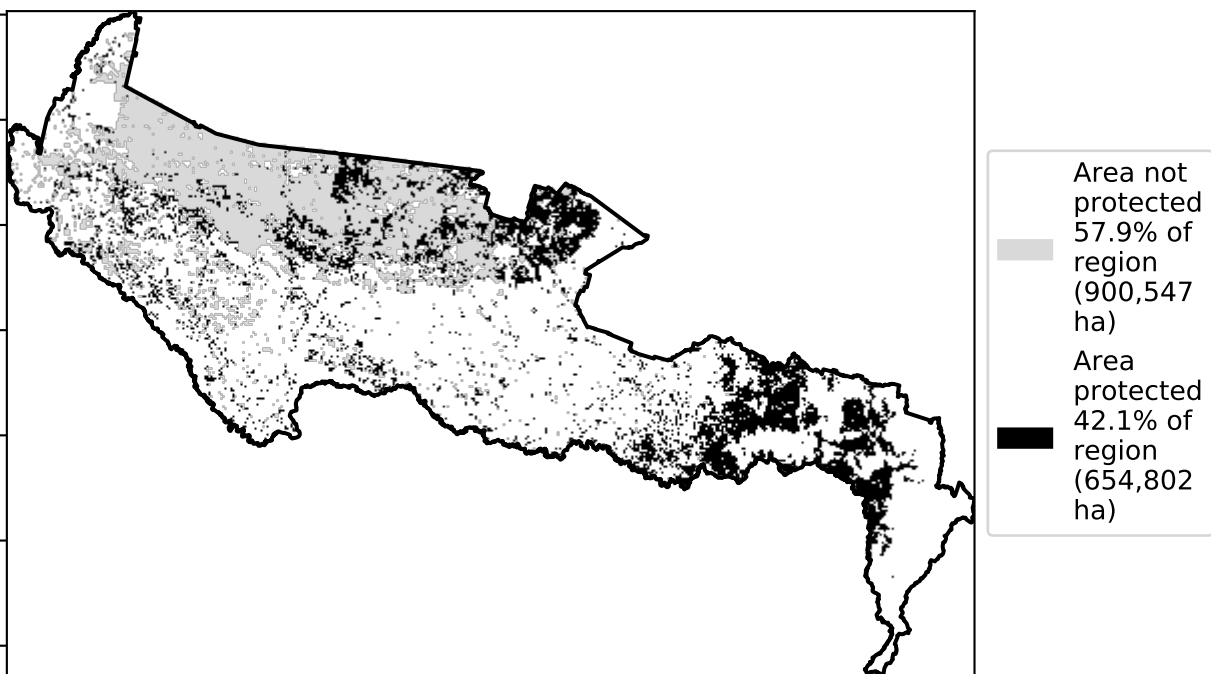 Area not
protected
57.9% of
region
(900,547
ha)
Area
protected
42.1% of
region
(654,802
ha)